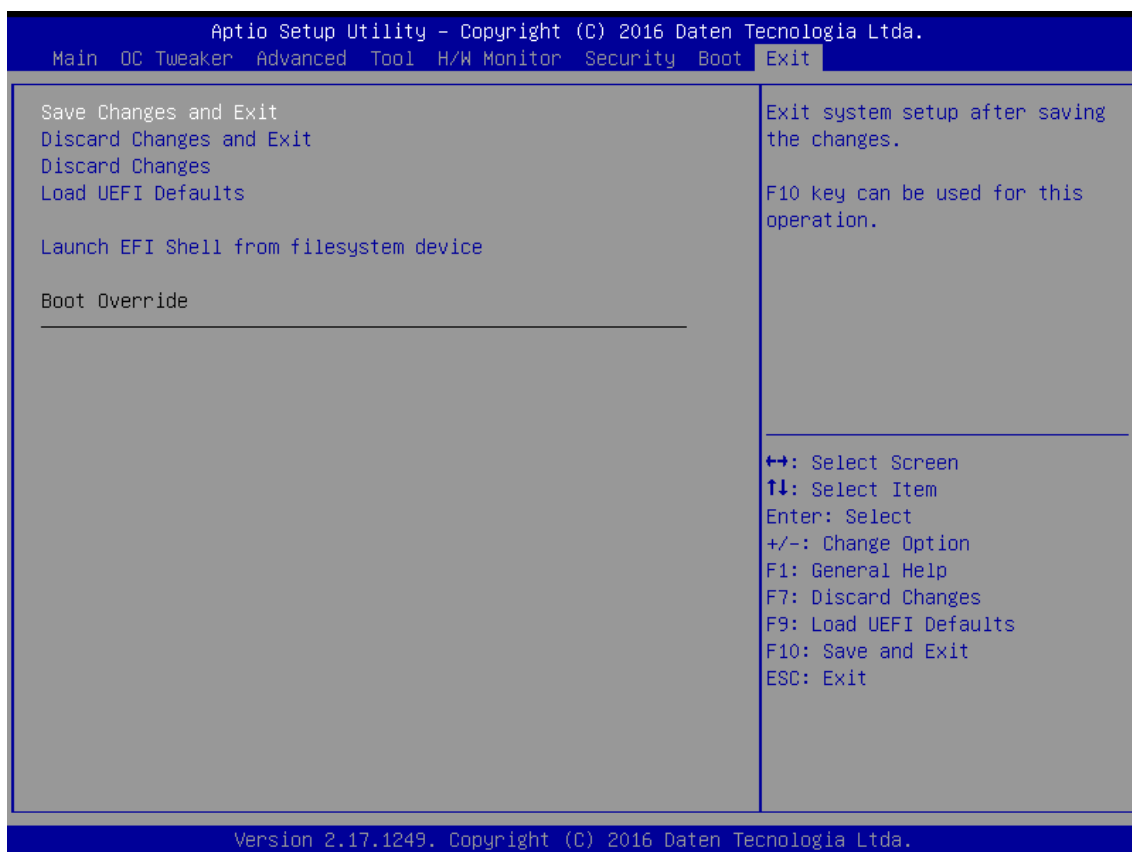 Aptio Setup Utility – Copyright (C) 2016 Daten Tecnologia Ltda.
Main OC Tweaker Advanced Tool H/W Monitor Security Boot Exit
Save Changes and Exit
Discard Changes and Exit
Discard Changes
Load UEFI Defaults
Launch EFI Shell from filesystem device
Boot Override
Exit system setup after saving
the changes.
F10 key can be used for this
operation.
↔: Select Screen
↑↓: Select Item
Enter: Select
+/-: Change Option
F1: General Help
F7: Discard Changes
F9: Load UEFI Defaults
F10: Save and Exit
ESC: Exit
Version 2.17.1249. Copyright (C) 2016 Daten Tecnologia Ltda.